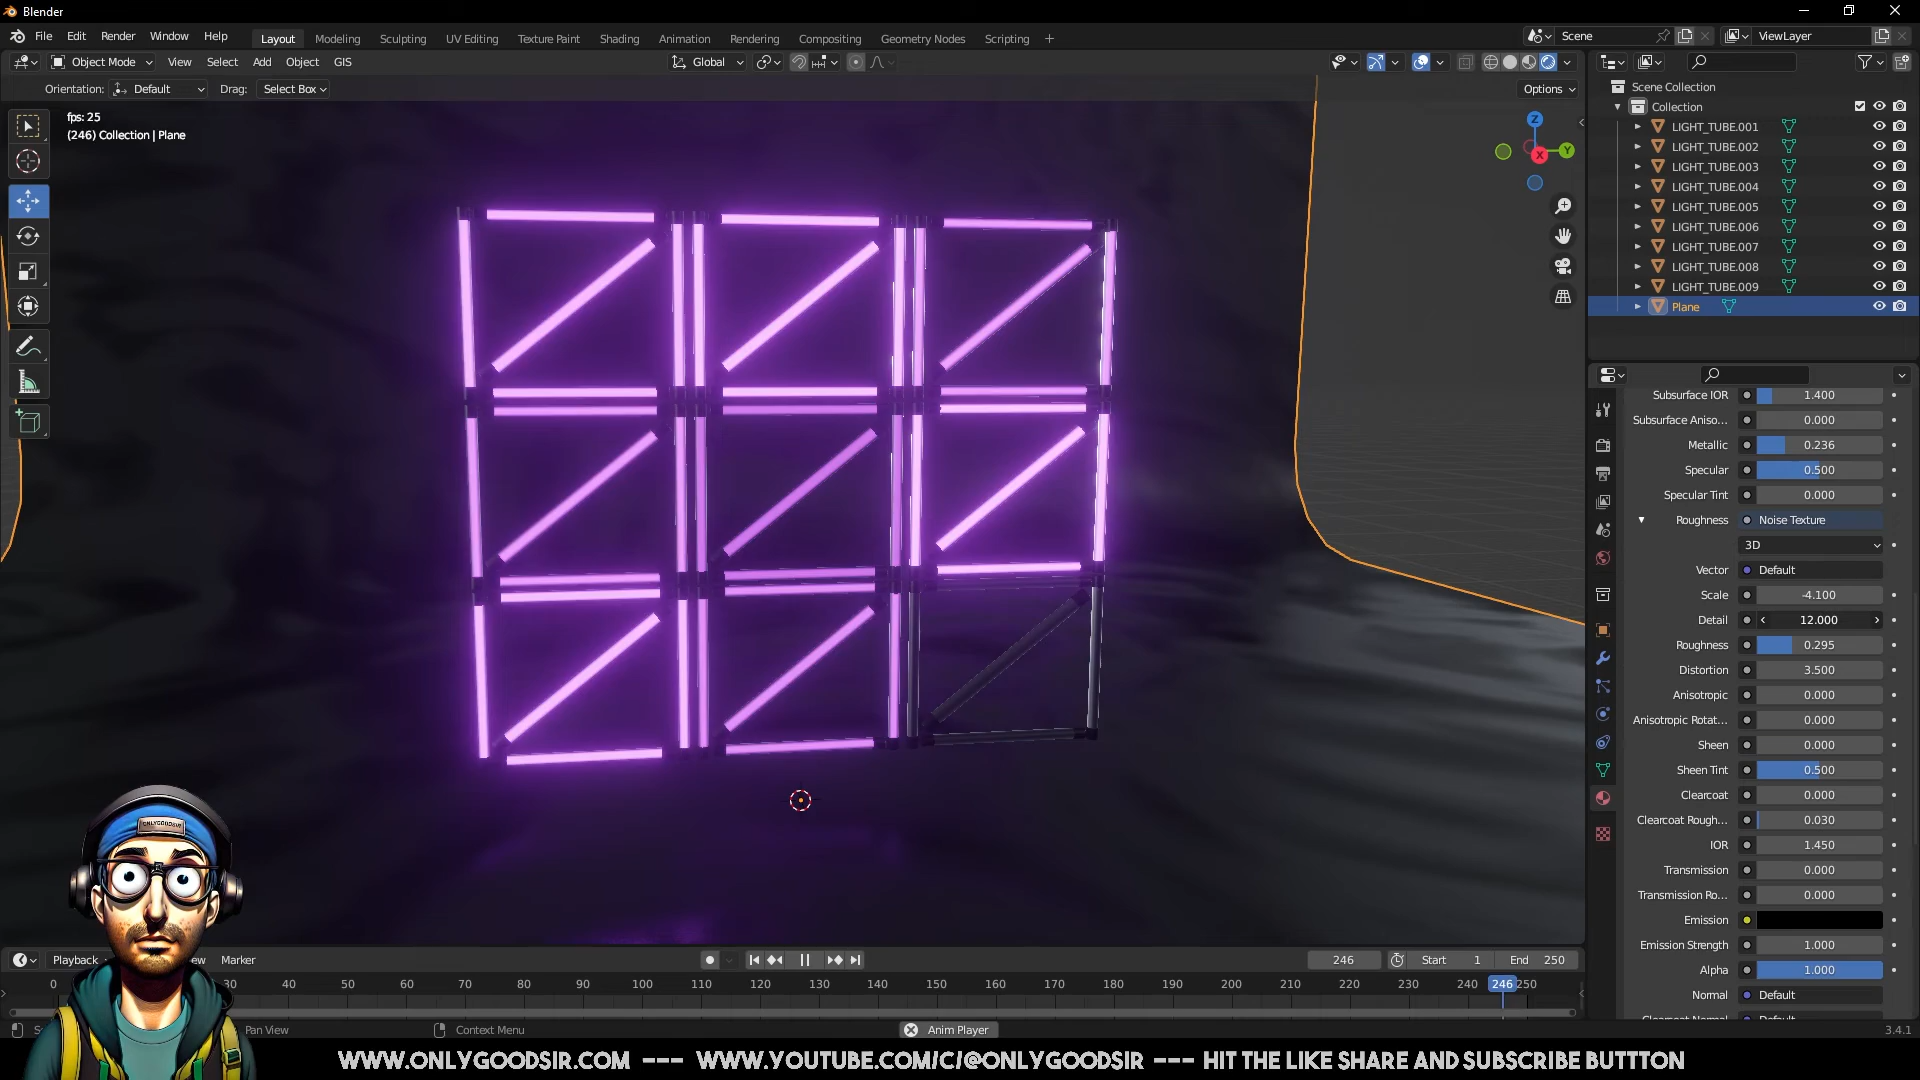 Blender
File Edit Render Window Help Layout Modeling Sculpting UV Editing Texture Paint Shading Animation Rendering Compositing Geometry Nodes Scripting + Scene ViewLayer
Object Mode View Select Add Object GIS Global
Orientation: Default Drag: Select Box Options
fps: 25
(246) Collection | Plane
Z
Y
X
Scene Collection
Collection
LIGHT_TUBE.001
LIGHT_TUBE.002
LIGHT_TUBE.003
LIGHT_TUBE.004
LIGHT_TUBE.005
LIGHT_TUBE.006
LIGHT_TUBE.007
LIGHT_TUBE.008
LIGHT_TUBE.009
Plane
Subsurface IOR 1.400
Subsurface Aniso... 0.000
Metallic 0.236
Specular 0.500
Specular Tint 0.000
Roughness Noise Texture
3D
Vector Default
Scale -4.100
Detail 12.000
Roughness 0.295
Distortion 3.500
Anisotropic 0.000
Anisotropic Rotat... 0.000
Sheen 0.000
Sheen Tint 0.500
Clearcoat 0.000
Clearcoat Rough... 0.030
IOR 1.450
Transmission 0.000
Transmission Ro... 0.000
Emission
Emission Strength 1.000
Alpha 1.000
Normal Default
ONLYGOODSIR
Playback ew Marker 246 Start 1 End 250
0 30 40 50 60 70 80 90 100 110 120 130 140 150 160 170 180 190 200 210 220 230 240 246 250
Pan View Context Menu Anim Player 3.4.1
WWW.ONLYGOODSIR.COM --- WWW.YOUTUBE.COM/C/@ONLYGOODSIR --- HIT THE LIKE SHARE AND SUBSCRIBE BUTTTON